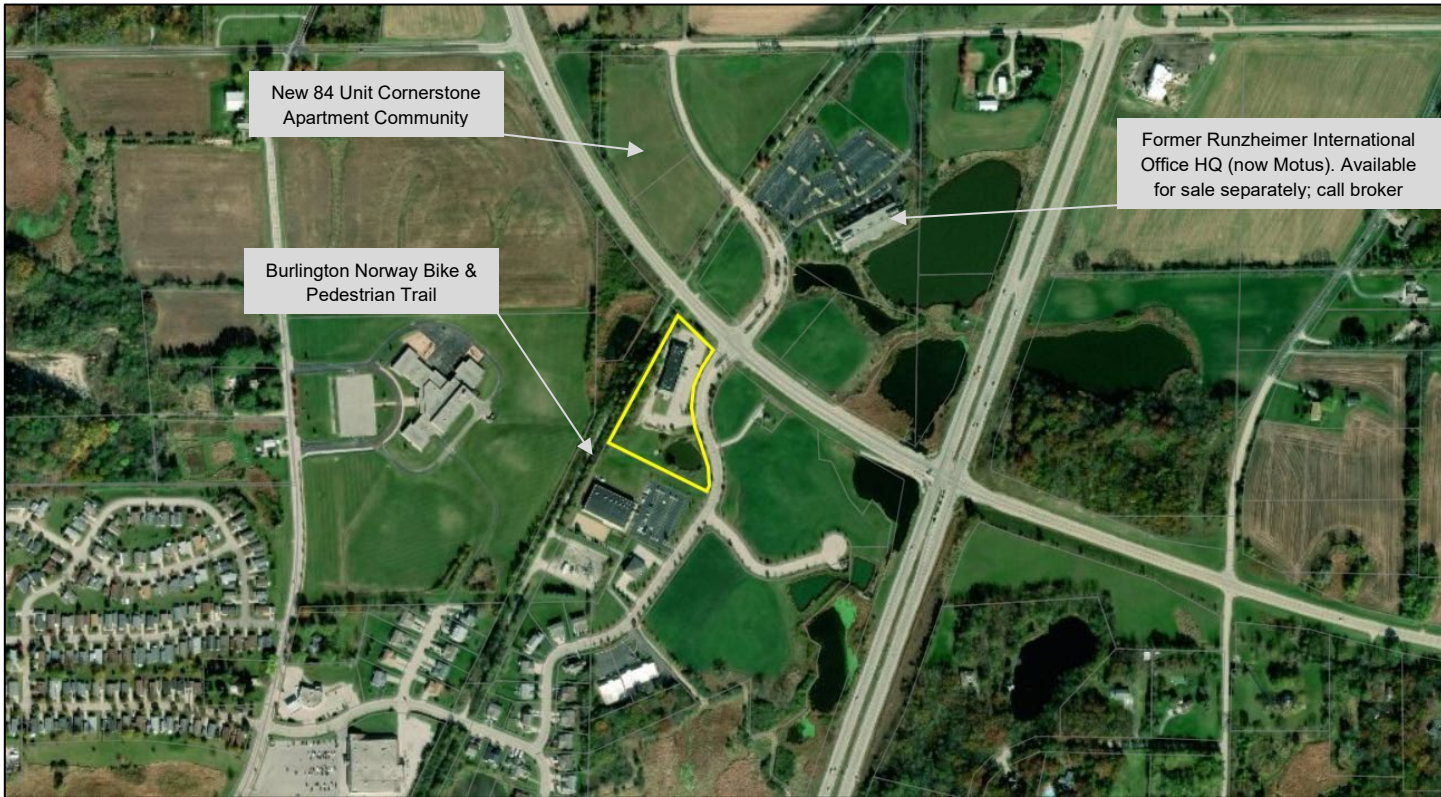 New 84 Unit Cornerstone
Apartment Community
Former Runzheimer International
Office HQ (now Motus). Available
for sale separately; call broker
Burlington Norway Bike &
Pedestrian Trail